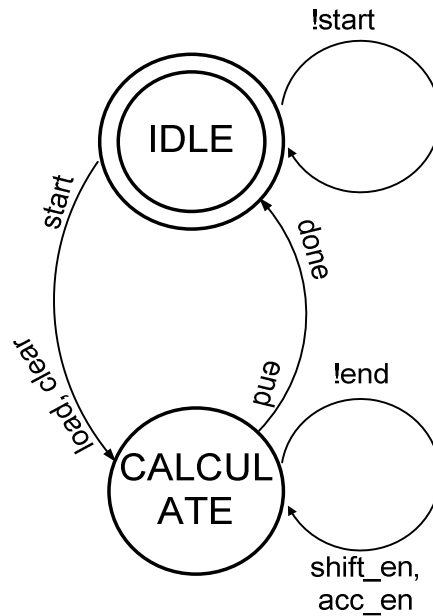 !start
IDLE
start
done
load, clear
end
!end
CALCUL
ATE
shift_en,
acc_en